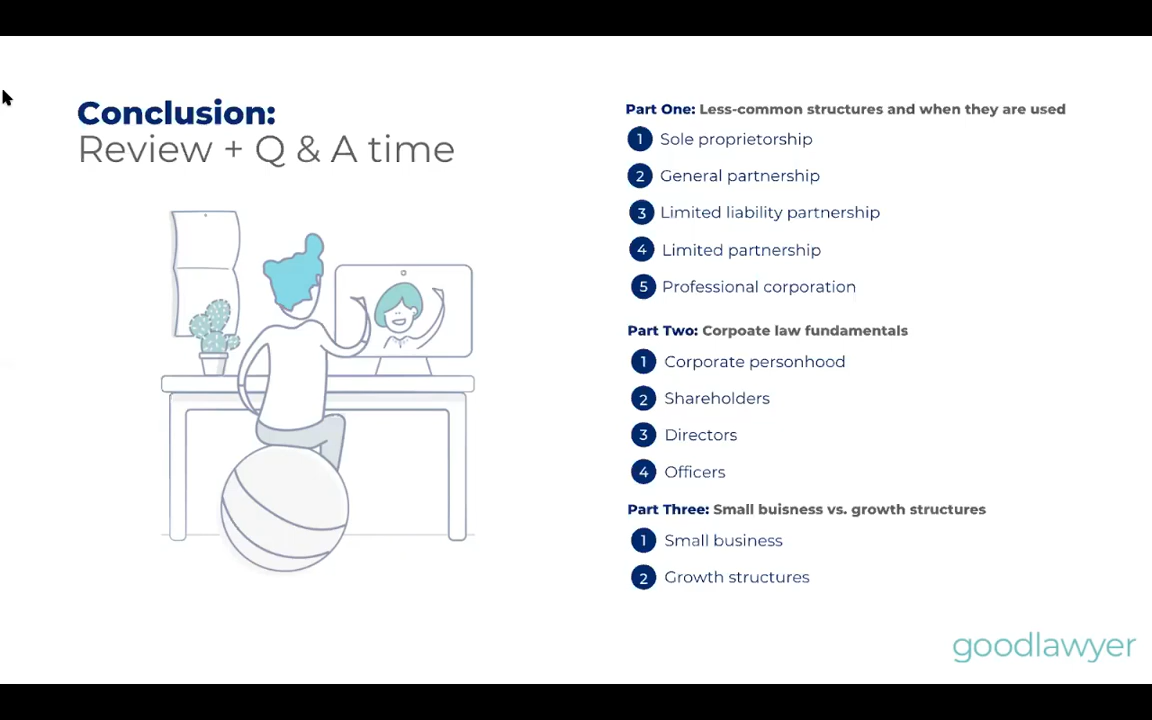 Conclusion:
Review + Q & A time
Part One: Less-common structures and when they are used
1 Sole proprietorship
2 General partnership
3 Limited liability partnership
4 Limited partnership
5 Professional corporation
Part Two: Corpoate law fundamentals
1 Corporate personhood
2 Shareholders
3 Directors
4 Officers
Part Three: Small buisness vs. growth structures
1 Small business
2 Growth structures
goodlawyer